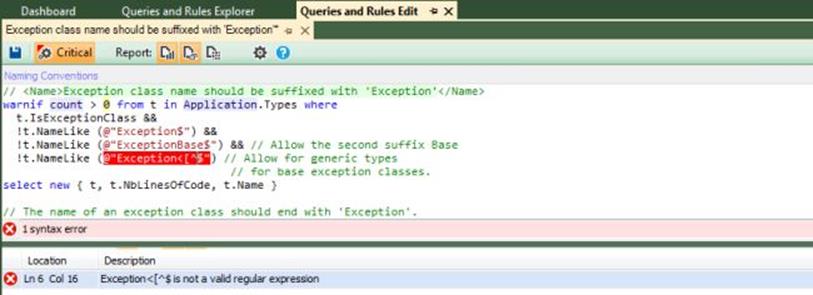 Dashboard Queries and Rules Explorer Queries and Rules Edit
Exception class name should be suffixed with 'Exception'*
Critical Report:
Naming Conventions
// <Name>Exception class name should be suffixed with 'Exception'</Name>
warnif count > 0 from t in Application.Types where
t.IsExceptionClass &&
!t.NameLike (@"Exception$") &&
!t.NameLike (@"ExceptionBase$") && // Allow the second suffix Base
!t.NameLike (@"Exception<[^$") // Allow for generic types
// for base exception classes.
select new { t, t.NbLinesOfCode, t.Name }
// The name of an exception class should end with 'Exception'.
1 syntax error
Location Description
Ln 6 Col 16 Exception<[^$ is not a valid regular expression